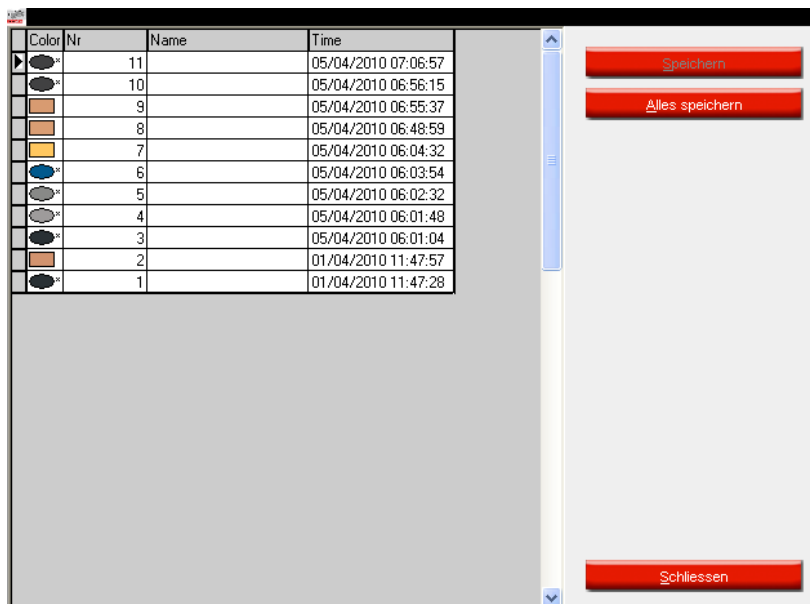 Color Nr Name Time
* 11 05/04/2010 07:06:57
* 10 05/04/2010 06:56:15
9 05/04/2010 06:55:37
8 05/04/2010 06:48:59
7 05/04/2010 06:04:32
* 6 05/04/2010 06:03:54
* 5 05/04/2010 06:02:32
* 4 05/04/2010 06:01:48
* 3 05/04/2010 06:01:04
2 01/04/2010 11:47:57
* 1 01/04/2010 11:47:28
Speichern
Alles speichern
Schliessen